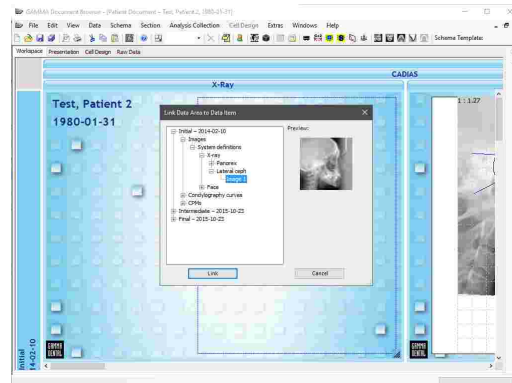 GAMMA Document Browser - [Patient Document - Test, Patient 2, 1980-01-31]
File Edit View Data Schema Section Analysis Collection Cell Design Extras Windows Help
Schema Template:
Workspace Presentation Cell Design Raw Data
CADIAS
X-Ray
Test, Patient 2
1980-01-31
1 : 1.27
Link Data Area to Data Item
Preview:
Initial - 2014-02-10
Images
System definitions
X-ray
Panorex
Lateral ceph
Image 1
Face
Condylography curves
CPMs
Intermediate - 2015-10-23
Final - 2015-10-23
Link Cancel
Initial
14-02-10
GAMMA
DENTAL
GAMMA
DENTAL